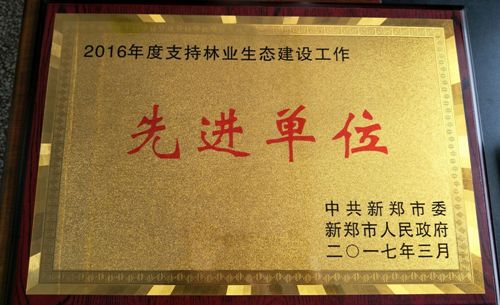 2016年度支持林业生态建设工作
先进单位
中共新郑市委
新郑市人民政府
二〇一七年三月